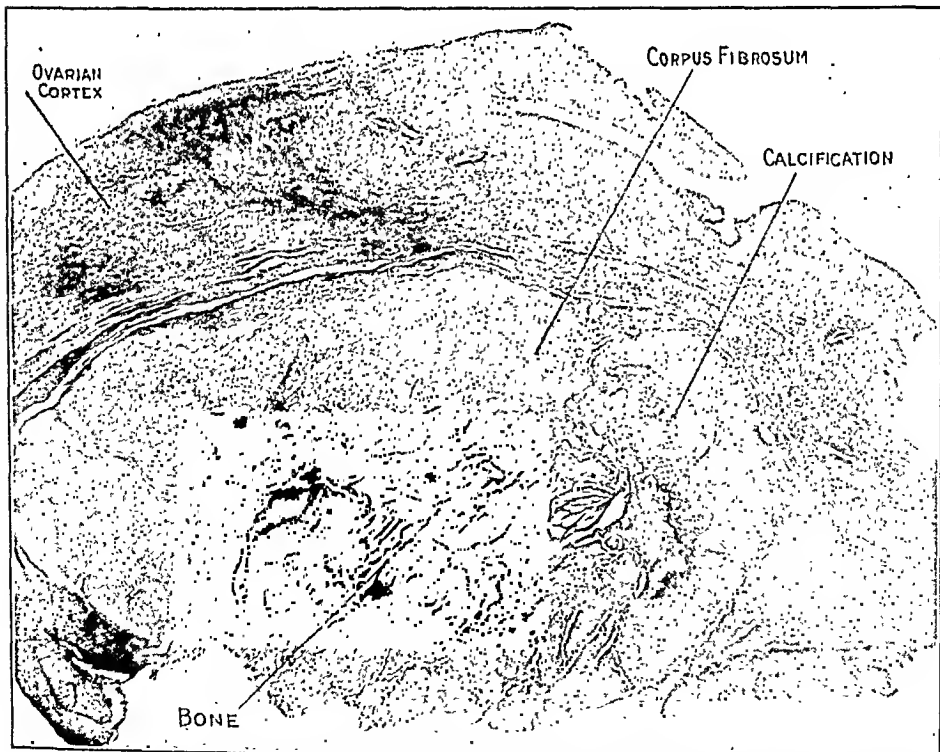 OVARIAN
CORTEX
CORPUS FIBROSUM
CALCIFICATION
BONE